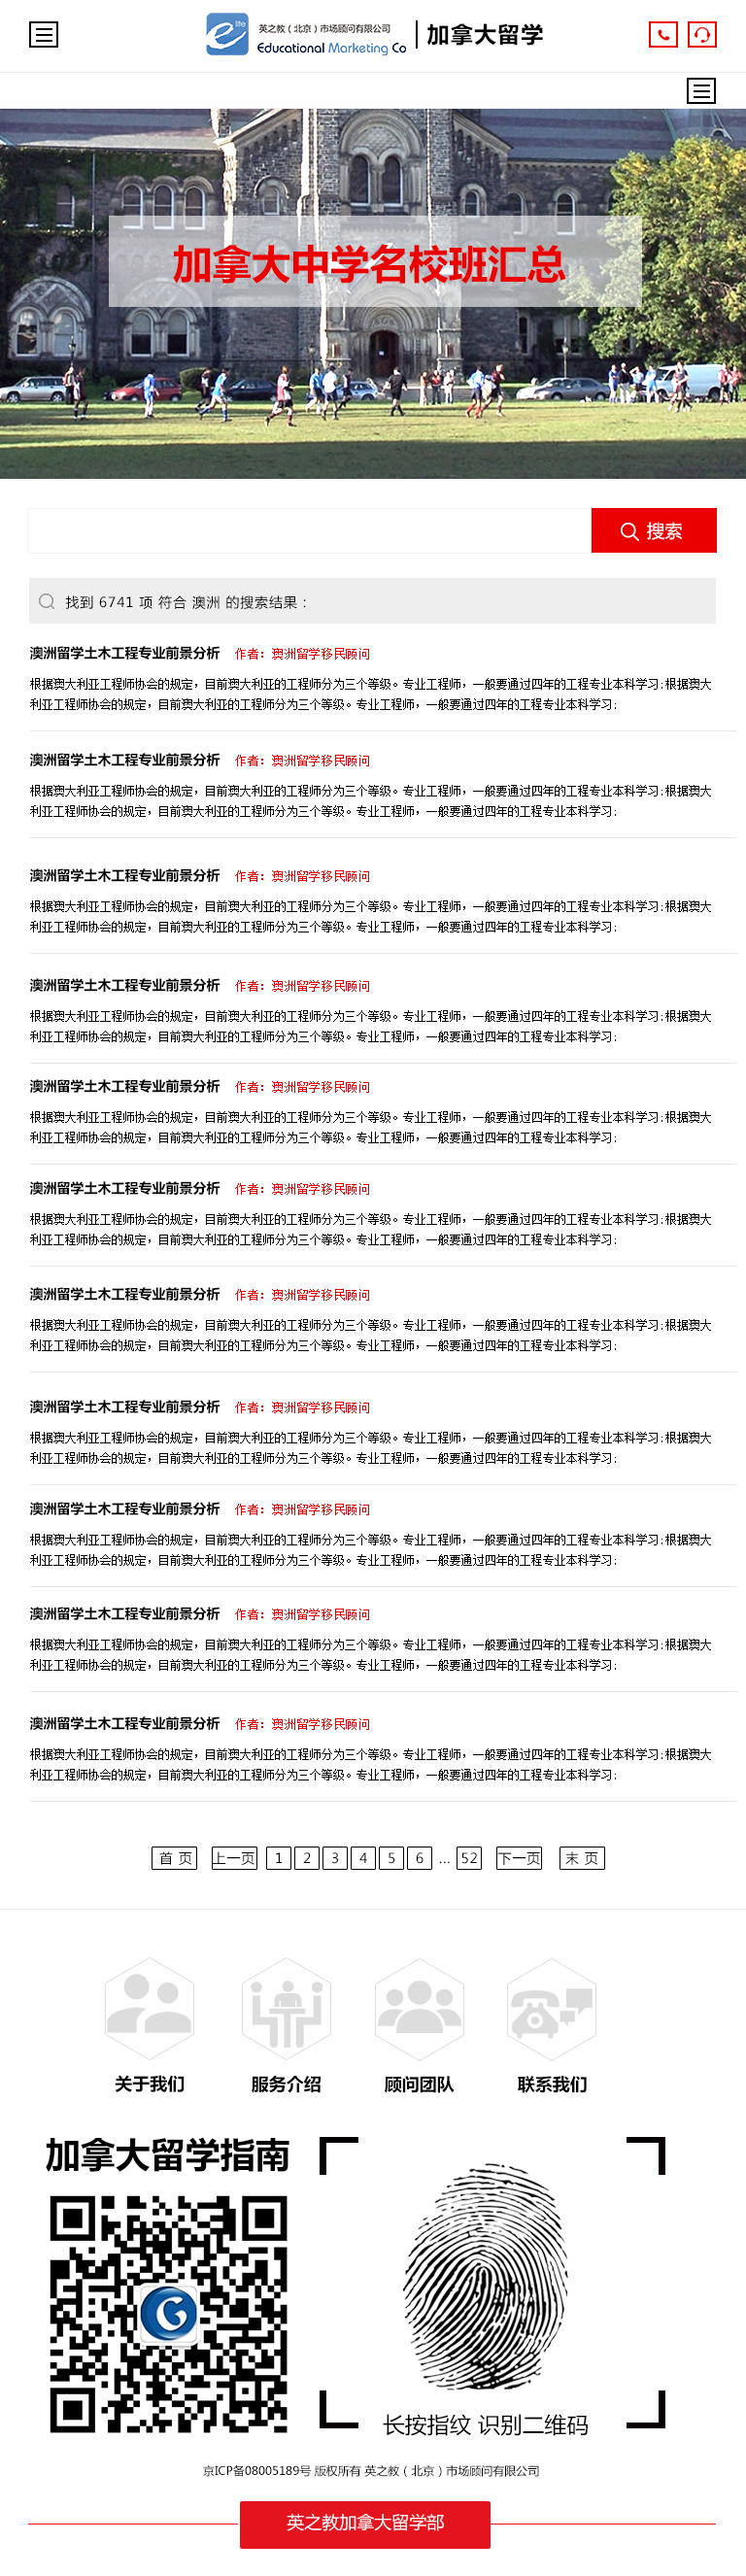 英之教（北京）市场顾问有限公司
Educational Marketing Co
加拿大留学
e life
加拿大中学名校班汇总
搜索
找到 6741 项 符合 澳洲 的搜索结果：
澳洲留学土木工程专业前景分析 作者：澳洲留学移民顾问
根据澳大利亚工程师协会的规定，目前澳大利亚的工程师分为三个等级。专业工程师，一般要通过四年的工程专业本科学习;根据澳大
利亚工程师协会的规定，目前澳大利亚的工程师分为三个等级。专业工程师，一般要通过四年的工程专业本科学习;
澳洲留学土木工程专业前景分析 作者：澳洲留学移民顾问
根据澳大利亚工程师协会的规定，目前澳大利亚的工程师分为三个等级。专业工程师，一般要通过四年的工程专业本科学习;根据澳大
利亚工程师协会的规定，目前澳大利亚的工程师分为三个等级。专业工程师，一般要通过四年的工程专业本科学习;
澳洲留学土木工程专业前景分析 作者：澳洲留学移民顾问
根据澳大利亚工程师协会的规定，目前澳大利亚的工程师分为三个等级。专业工程师，一般要通过四年的工程专业本科学习;根据澳大
利亚工程师协会的规定，目前澳大利亚的工程师分为三个等级。专业工程师，一般要通过四年的工程专业本科学习;
澳洲留学土木工程专业前景分析 作者：澳洲留学移民顾问
根据澳大利亚工程师协会的规定，目前澳大利亚的工程师分为三个等级。专业工程师，一般要通过四年的工程专业本科学习;根据澳大
利亚工程师协会的规定，目前澳大利亚的工程师分为三个等级。专业工程师，一般要通过四年的工程专业本科学习;
澳洲留学土木工程专业前景分析 作者：澳洲留学移民顾问
根据澳大利亚工程师协会的规定，目前澳大利亚的工程师分为三个等级。专业工程师，一般要通过四年的工程专业本科学习;根据澳大
利亚工程师协会的规定，目前澳大利亚的工程师分为三个等级。专业工程师，一般要通过四年的工程专业本科学习;
澳洲留学土木工程专业前景分析 作者：澳洲留学移民顾问
根据澳大利亚工程师协会的规定，目前澳大利亚的工程师分为三个等级。专业工程师，一般要通过四年的工程专业本科学习;根据澳大
利亚工程师协会的规定，目前澳大利亚的工程师分为三个等级。专业工程师，一般要通过四年的工程专业本科学习;
澳洲留学土木工程专业前景分析 作者：澳洲留学移民顾问
根据澳大利亚工程师协会的规定，目前澳大利亚的工程师分为三个等级。专业工程师，一般要通过四年的工程专业本科学习;根据澳大
利亚工程师协会的规定，目前澳大利亚的工程师分为三个等级。专业工程师，一般要通过四年的工程专业本科学习;
澳洲留学土木工程专业前景分析 作者：澳洲留学移民顾问
根据澳大利亚工程师协会的规定，目前澳大利亚的工程师分为三个等级。专业工程师，一般要通过四年的工程专业本科学习;根据澳大
利亚工程师协会的规定，目前澳大利亚的工程师分为三个等级。专业工程师，一般要通过四年的工程专业本科学习;
澳洲留学土木工程专业前景分析 作者：澳洲留学移民顾问
根据澳大利亚工程师协会的规定，目前澳大利亚的工程师分为三个等级。专业工程师，一般要通过四年的工程专业本科学习;根据澳大
利亚工程师协会的规定，目前澳大利亚的工程师分为三个等级。专业工程师，一般要通过四年的工程专业本科学习;
澳洲留学土木工程专业前景分析 作者：澳洲留学移民顾问
根据澳大利亚工程师协会的规定，目前澳大利亚的工程师分为三个等级。专业工程师，一般要通过四年的工程专业本科学习;根据澳大
利亚工程师协会的规定，目前澳大利亚的工程师分为三个等级。专业工程师，一般要通过四年的工程专业本科学习;
澳洲留学土木工程专业前景分析 作者：澳洲留学移民顾问
根据澳大利亚工程师协会的规定，目前澳大利亚的工程师分为三个等级。专业工程师，一般要通过四年的工程专业本科学习;根据澳大
利亚工程师协会的规定，目前澳大利亚的工程师分为三个等级。专业工程师，一般要通过四年的工程专业本科学习;
首 页 上一页 1 2 3 4 5 6 ... 52 下一页 末 页
关于我们 服务介绍 顾问团队 联系我们
加拿大留学指南
G
长按指纹 识别二维码
京ICP备08005189号 版权所有 英之教（北京）市场顾问有限公司
英之教加拿大留学部